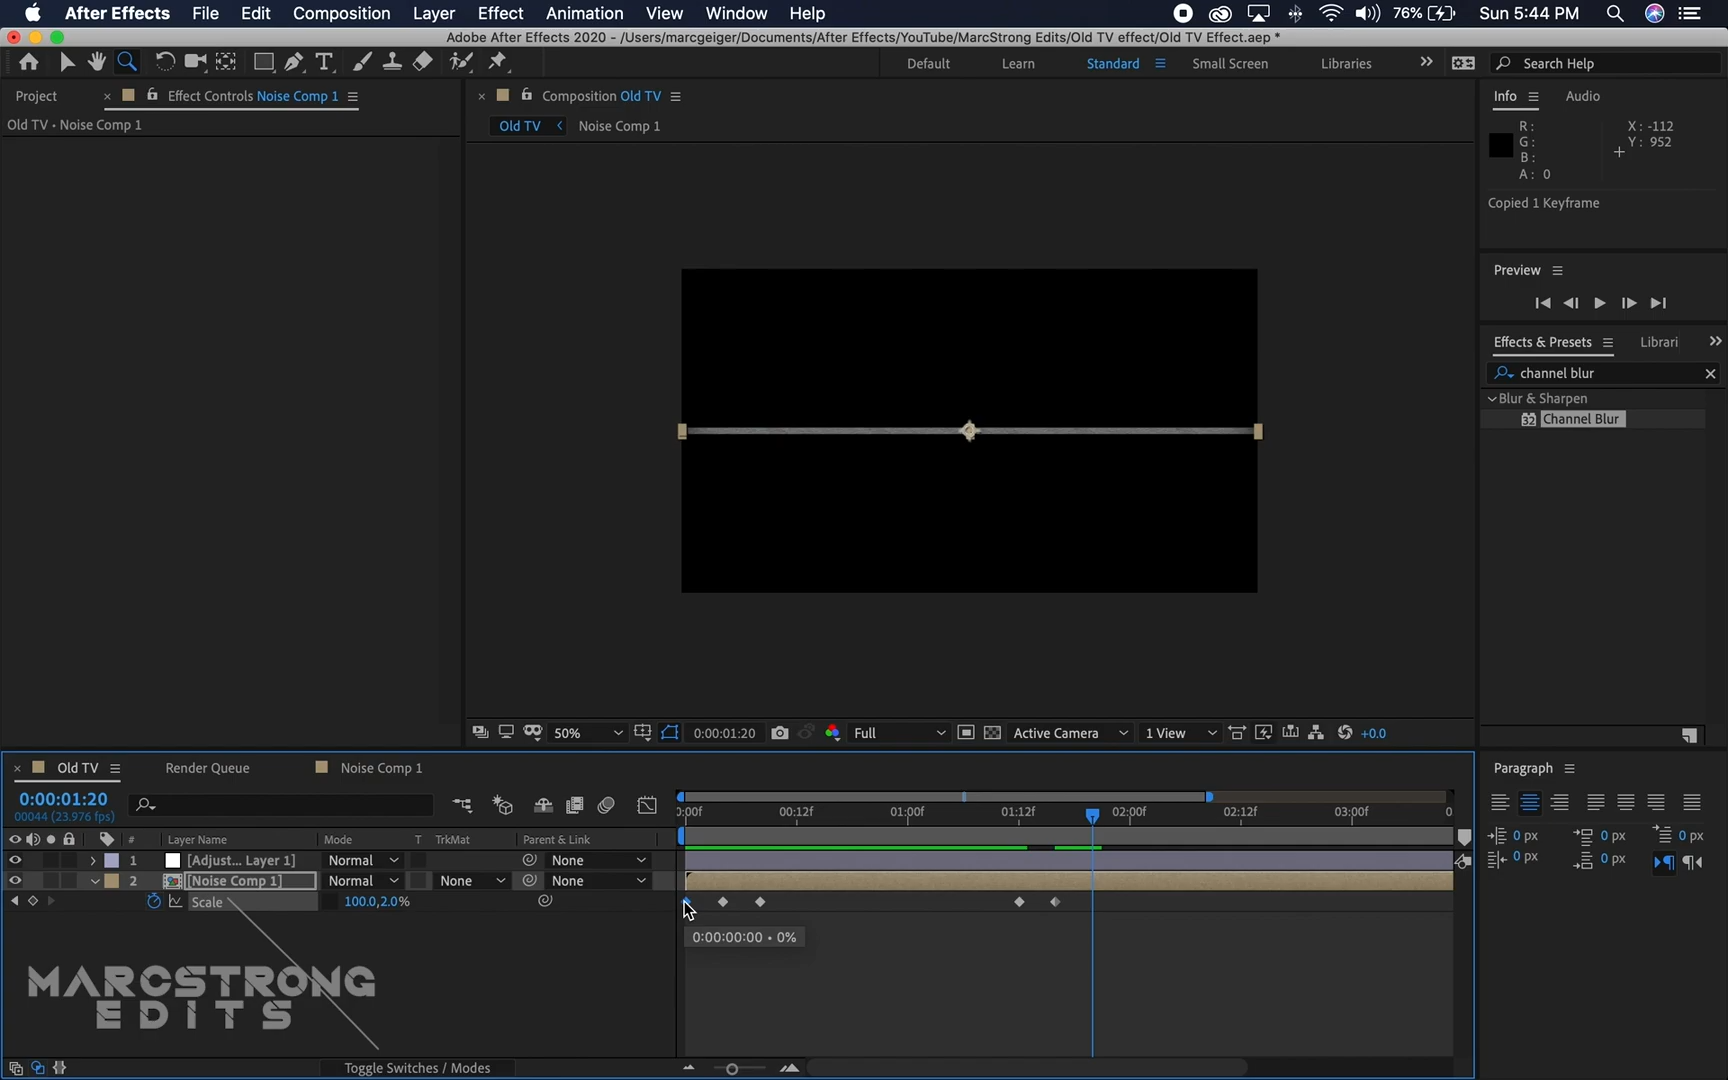 After Effects File Edit Composition Layer Effect Animation View Window Help 76% Sun 5:44 PM
Adobe After Effects 2020 - /Users/marcgeiger/Documents/After Effects/YouTube/MarcStrong Edits/Old TV effect/Old TV Effect.aep *
Default Learn Standard Small Screen Libraries Search Help
Project Effect Controls Noise Comp 1 Composition Old TV Info Audio
Old TV • Noise Comp 1 Old TV Noise Comp 1
R: X: -112
G: Y: 952
B:
A: 0
Copied 1 Keyframe
Preview
Effects & Presets Librari
channel blur
Blur & Sharpen
32 Channel Blur
50% 0:00:01:20 Full Active Camera 1 View +0.0
Old TV Render Queue Noise Comp 1 Paragraph
0:00:01:20
00044 (23.976 fps)
00:12f 01:00f 01:12f 02:00f 02:12f 03:00f
# Layer Name Mode T TrkMat Parent & Link
1 [Adjust... Layer 1] Normal None
2 [Noise Comp 1] Normal None None
Scale 100.0,2.0%
0:00:00:00 • 0%
0 px 0 px 0 px
0 px 0 px
MARCSTRONG
EDITS
Toggle Switches / Modes